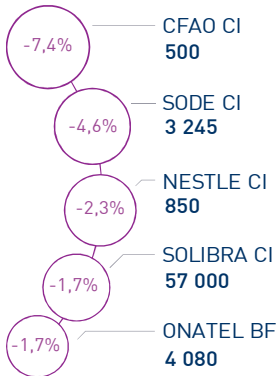 CFAO CI
500
-7,4%
SODE CI
3 245
-4,6%
NESTLE CI
850
-2,3%
SOLIBRA CI
57 000
-1,7%
ONATEL BF
4 080
-1,7%